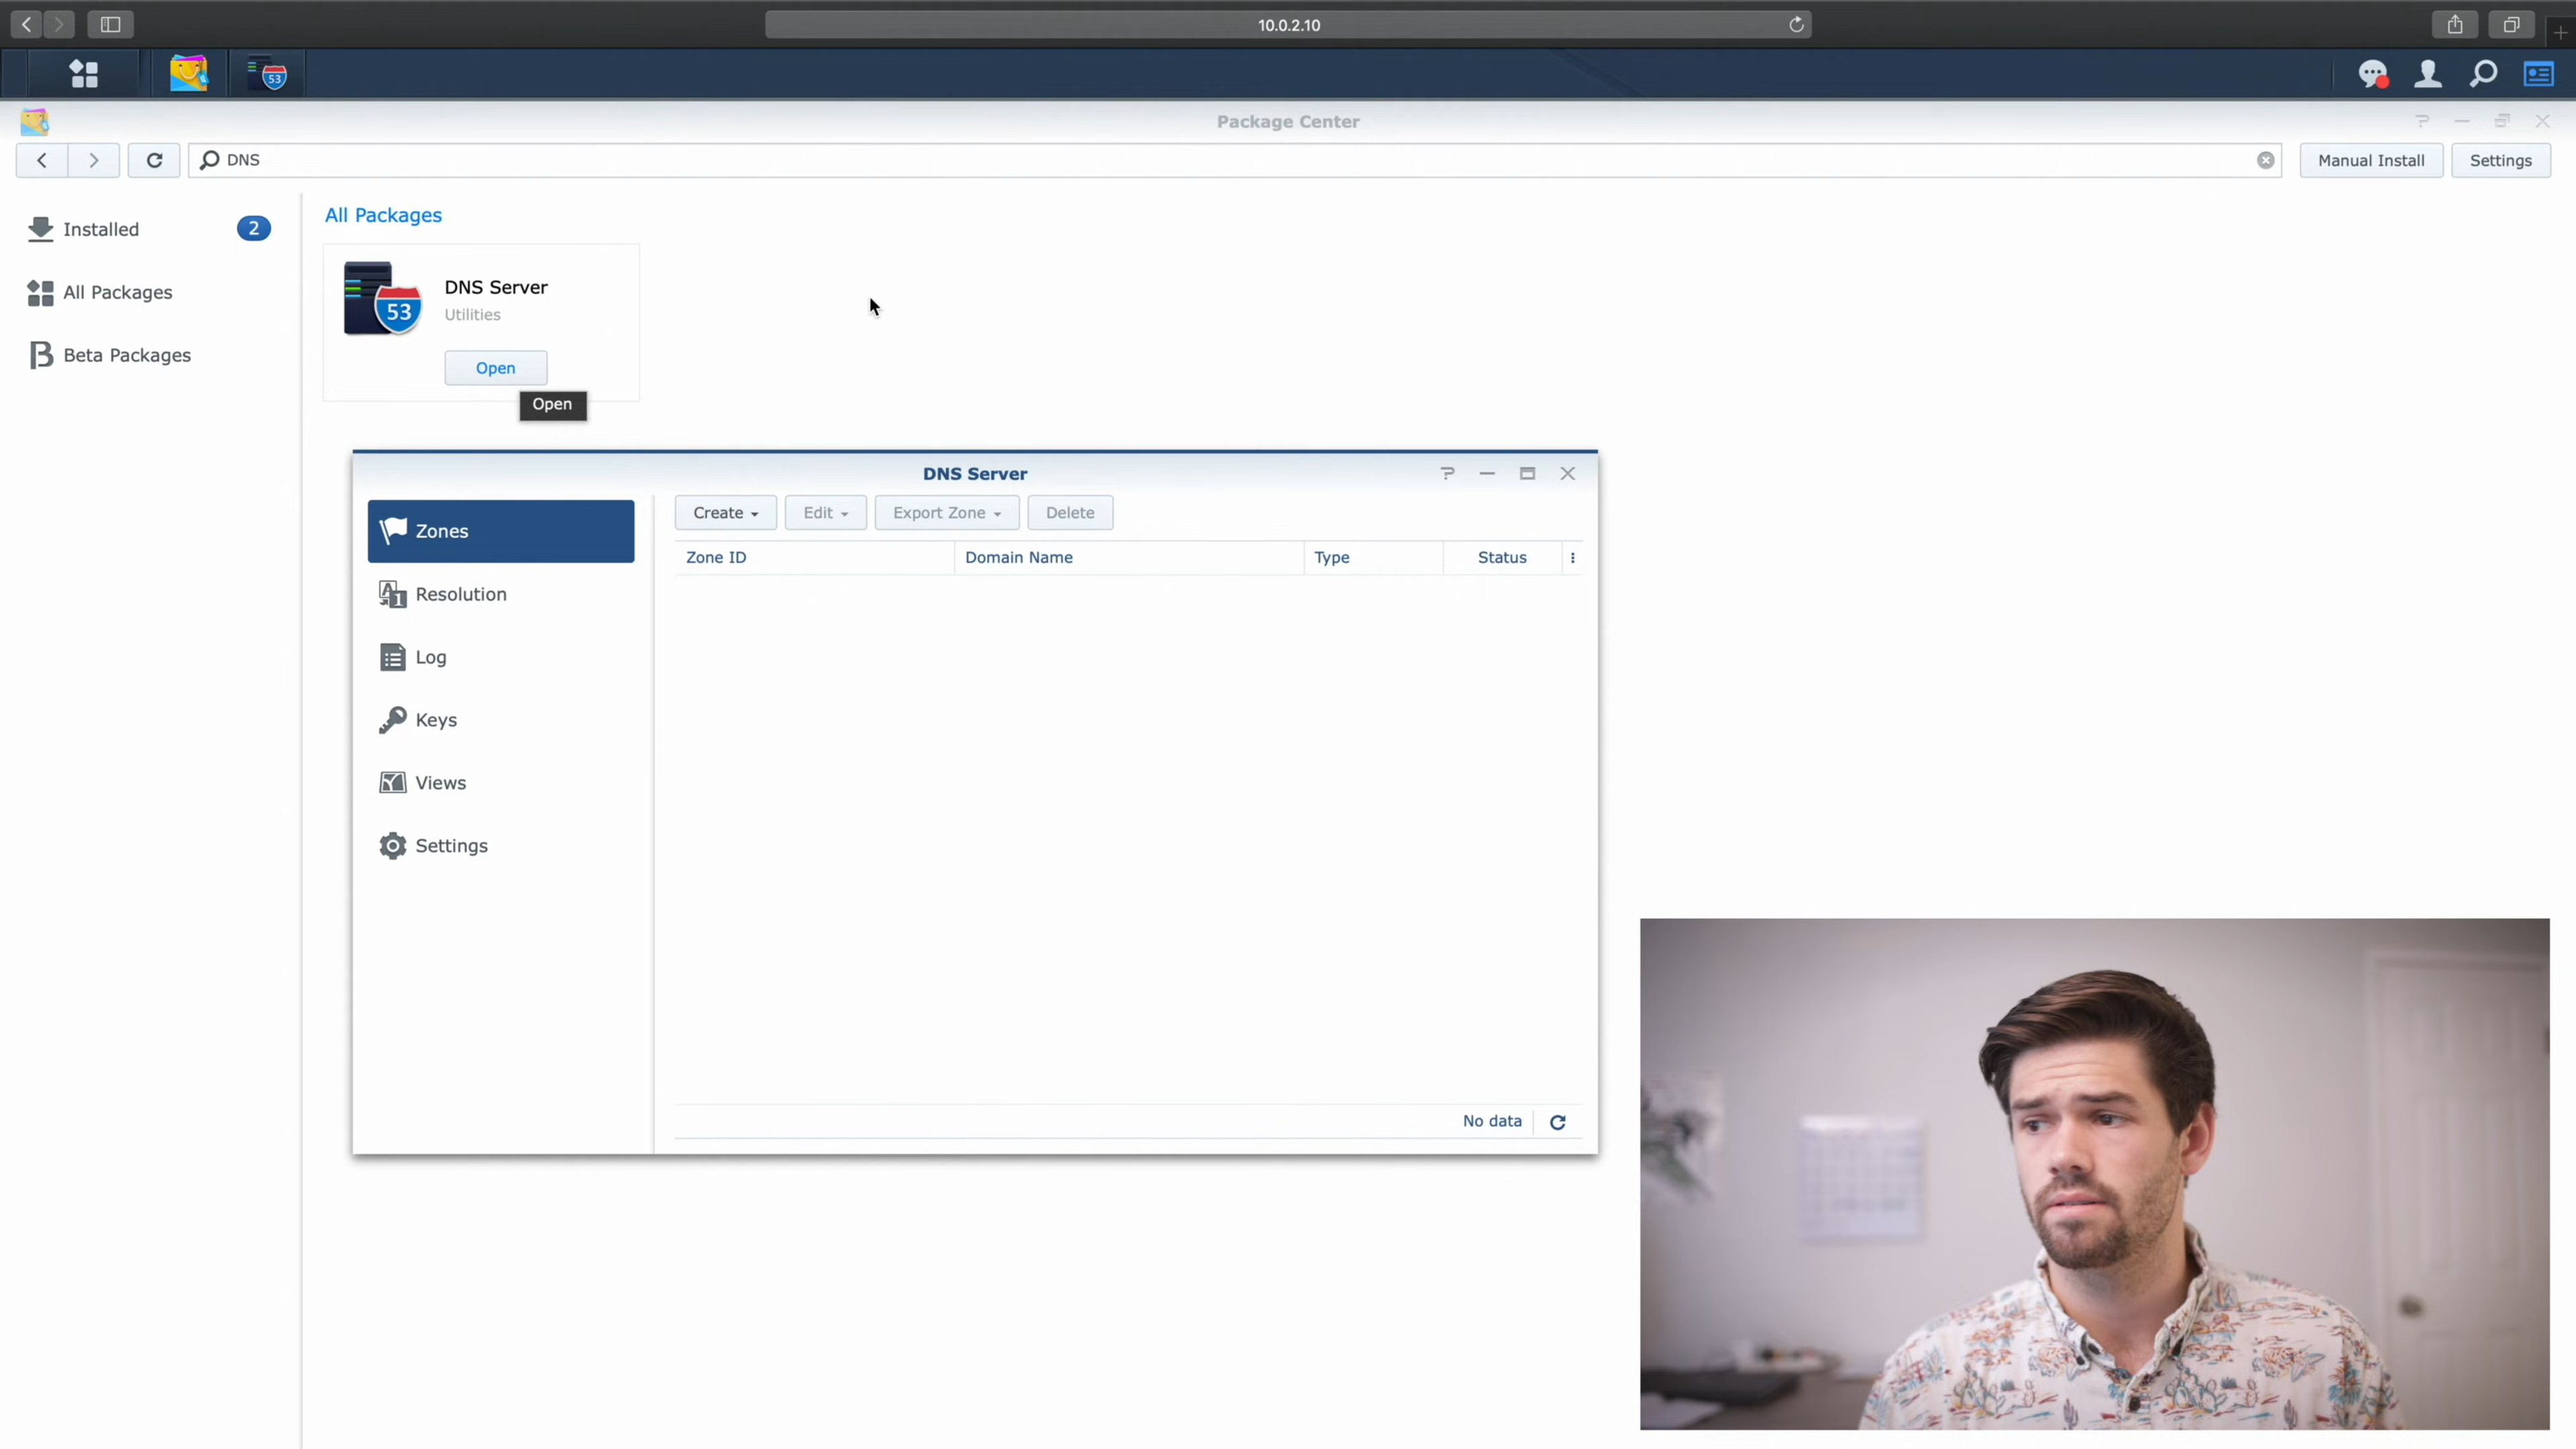 10.0.2.10
53
Package Center
DNS
Manual Install
Settings
Installed
2
All Packages
Beta Packages
All Packages
53
DNS Server
Utilities
Open
Open
DNS Server
Zones
Resolution
Log
Keys
Views
Settings
Create
Edit
Export Zone
Delete
Zone ID
Domain Name
Type
Status
No data